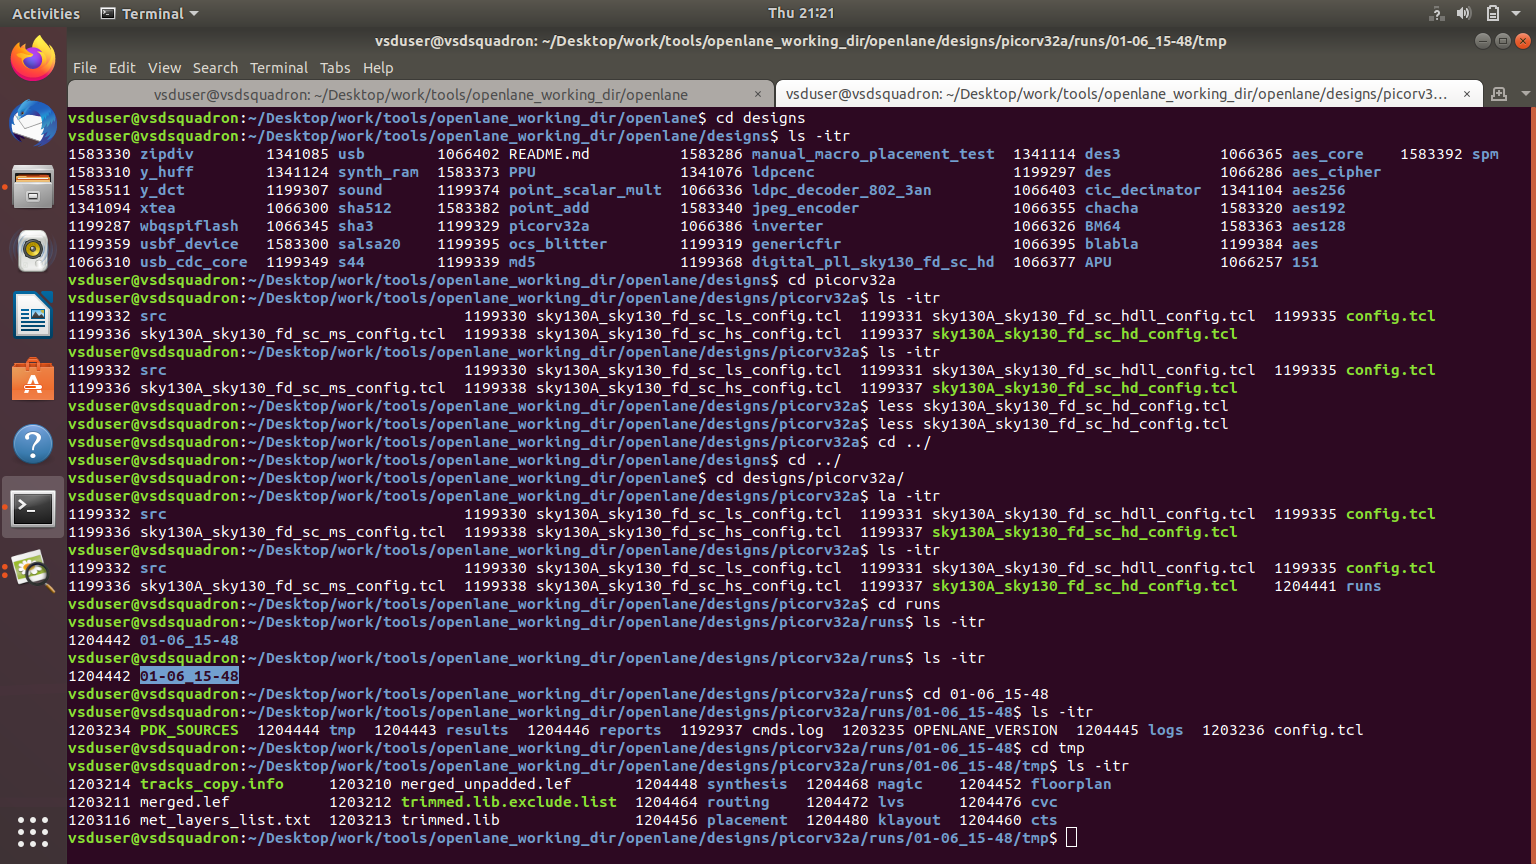 Activities Terminal Thu 21:21
vsduser@vsdsquadron: ~/Desktop/work/tools/openlane_working_dir/openlane/designs/picorv32a/runs/01-06_15-48/tmp
File Edit View Search Terminal Tabs Help
vsduser@vsdsquadron: ~/Desktop/work/tools/openlane_working_dir/openlane × vsduser@vsdsquadron: ~/Desktop/work/tools/openlane_working_dir/openlane/designs/picorv3... ×
vsduser@vsdsquadron:~/Desktop/work/tools/openlane_working_dir/openlane$ cd designs
vsduser@vsdsquadron:~/Desktop/work/tools/openlane_working_dir/openlane/designs$ ls -itr
1583330 zipdiv 1341085 usb 1066402 README.md 1583286 manual_macro_placement_test 1341114 des3 1066365 aes_core 1583392 spm
1583310 y_huff 1341124 synth_ram 1583373 PPU 1341076 ldpcenc 1199297 des 1066286 aes_cipher
1583511 y_dct 1199307 sound 1199374 point_scalar_mult 1066336 ldpc_decoder_802_3an 1066403 cic_decimator 1341104 aes256
1341094 xtea 1066300 sha512 1583382 point_add 1583340 jpeg_encoder 1066355 chacha 1583320 aes192
1199287 wbqspiflash 1066345 sha3 1199329 picorv32a 1066386 inverter 1066326 BM64 1583363 aes128
1199359 usbf_device 1583300 salsa20 1199395 ocs_blitter 1199319 genericfir 1066395 blabla 1199384 aes
1066310 usb_cdc_core 1199349 s44 1199339 md5 1199368 digital_pll_sky130_fd_sc_hd 1066377 APU 1066257 151
vsduser@vsdsquadron:~/Desktop/work/tools/openlane_working_dir/openlane/designs$ cd picorv32a
vsduser@vsdsquadron:~/Desktop/work/tools/openlane_working_dir/openlane/designs/picorv32a$ ls -itr
1199332 src 1199330 sky130A_sky130_fd_sc_ls_config.tcl 1199331 sky130A_sky130_fd_sc_hdll_config.tcl 1199335 config.tcl
1199336 sky130A_sky130_fd_sc_ms_config.tcl 1199338 sky130A_sky130_fd_sc_hs_config.tcl 1199337 sky130A_sky130_fd_sc_hd_config.tcl
vsduser@vsdsquadron:~/Desktop/work/tools/openlane_working_dir/openlane/designs/picorv32a$ ls -itr
1199332 src 1199330 sky130A_sky130_fd_sc_ls_config.tcl 1199331 sky130A_sky130_fd_sc_hdll_config.tcl 1199335 config.tcl
1199336 sky130A_sky130_fd_sc_ms_config.tcl 1199338 sky130A_sky130_fd_sc_hs_config.tcl 1199337 sky130A_sky130_fd_sc_hd_config.tcl
vsduser@vsdsquadron:~/Desktop/work/tools/openlane_working_dir/openlane/designs/picorv32a$ less sky130A_sky130_fd_sc_hd_config.tcl
vsduser@vsdsquadron:~/Desktop/work/tools/openlane_working_dir/openlane/designs/picorv32a$ less sky130A_sky130_fd_sc_hd_config.tcl
vsduser@vsdsquadron:~/Desktop/work/tools/openlane_working_dir/openlane/designs/picorv32a$ cd ../
vsduser@vsdsquadron:~/Desktop/work/tools/openlane_working_dir/openlane/designs$ cd ../
vsduser@vsdsquadron:~/Desktop/work/tools/openlane_working_dir/openlane$ cd designs/picorv32a/
vsduser@vsdsquadron:~/Desktop/work/tools/openlane_working_dir/openlane/designs/picorv32a$ la -itr
1199332 src 1199330 sky130A_sky130_fd_sc_ls_config.tcl 1199331 sky130A_sky130_fd_sc_hdll_config.tcl 1199335 config.tcl
1199336 sky130A_sky130_fd_sc_ms_config.tcl 1199338 sky130A_sky130_fd_sc_hs_config.tcl 1199337 sky130A_sky130_fd_sc_hd_config.tcl
vsduser@vsdsquadron:~/Desktop/work/tools/openlane_working_dir/openlane/designs/picorv32a$ ls -itr
1199332 src 1199330 sky130A_sky130_fd_sc_ls_config.tcl 1199331 sky130A_sky130_fd_sc_hdll_config.tcl 1199335 config.tcl
1199336 sky130A_sky130_fd_sc_ms_config.tcl 1199338 sky130A_sky130_fd_sc_hs_config.tcl 1199337 sky130A_sky130_fd_sc_hd_config.tcl 1204441 runs
vsduser@vsdsquadron:~/Desktop/work/tools/openlane_working_dir/openlane/designs/picorv32a$ cd runs
vsduser@vsdsquadron:~/Desktop/work/tools/openlane_working_dir/openlane/designs/picorv32a/runs$ ls -itr
1204442 01-06_15-48
vsduser@vsdsquadron:~/Desktop/work/tools/openlane_working_dir/openlane/designs/picorv32a/runs$ ls -itr
1204442 01-06_15-48
vsduser@vsdsquadron:~/Desktop/work/tools/openlane_working_dir/openlane/designs/picorv32a/runs$ cd 01-06_15-48
vsduser@vsdsquadron:~/Desktop/work/tools/openlane_working_dir/openlane/designs/picorv32a/runs/01-06_15-48$ ls -itr
1203234 PDK_SOURCES 1204444 tmp 1204443 results 1204446 reports 1192937 cmds.log 1203235 OPENLANE_VERSION 1204445 logs 1203236 config.tcl
vsduser@vsdsquadron:~/Desktop/work/tools/openlane_working_dir/openlane/designs/picorv32a/runs/01-06_15-48$ cd tmp
vsduser@vsdsquadron:~/Desktop/work/tools/openlane_working_dir/openlane/designs/picorv32a/runs/01-06_15-48/tmp$ ls -itr
1203214 tracks_copy.info 1203210 merged_unpadded.lef 1204448 synthesis 1204468 magic 1204452 floorplan
1203211 merged.lef 1203212 trimmed.lib.exclude.list 1204464 routing 1204472 lvs 1204476 cvc
1203116 met_layers_list.txt 1203213 trimmed.lib 1204456 placement 1204480 klayout 1204460 cts
vsduser@vsdsquadron:~/Desktop/work/tools/openlane_working_dir/openlane/designs/picorv32a/runs/01-06_15-48/tmp$